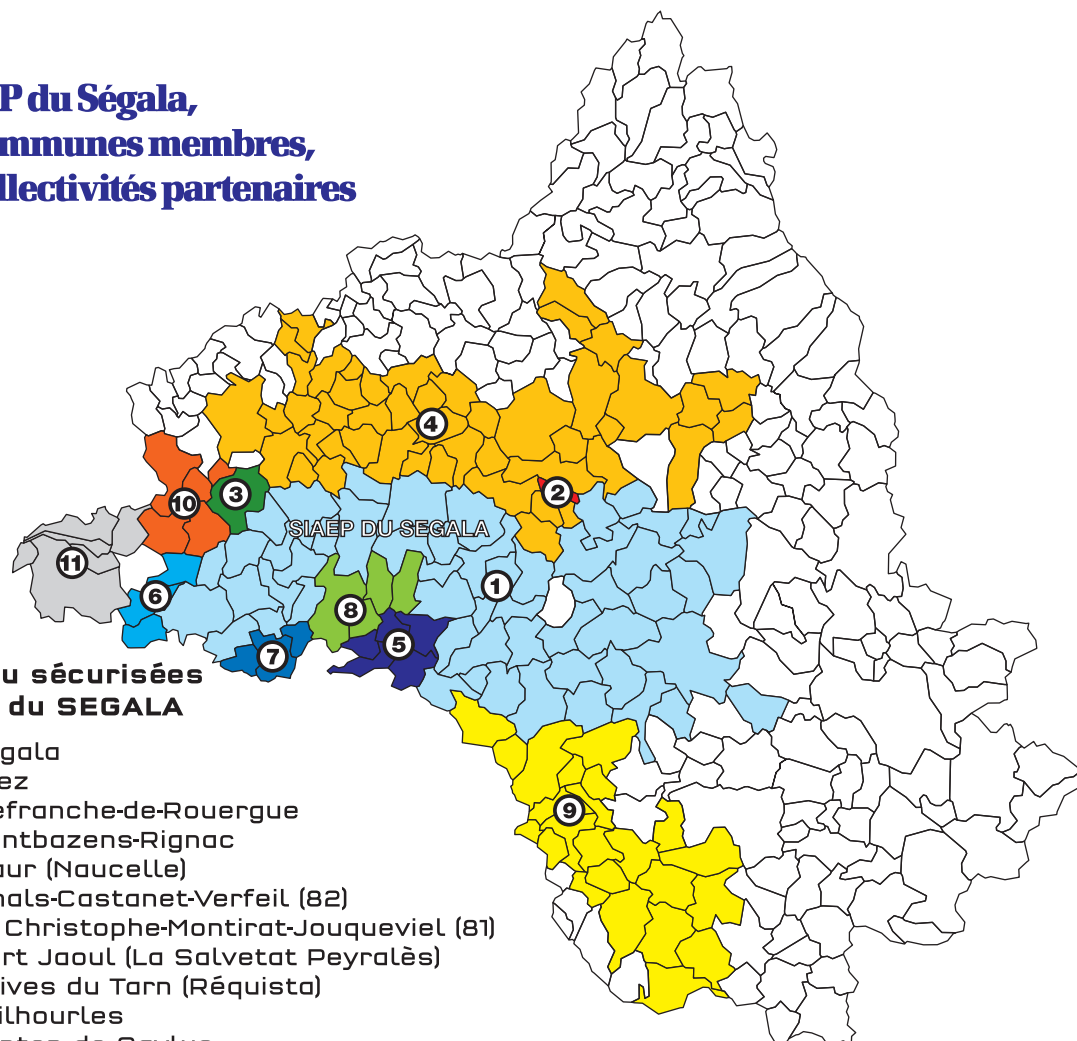 P du Ségala,
mmunes membres,
llectivités partenaires
4
2
3
10
SIAEP DU SEGALA
11
1
6
8
5
7
u sécurisées
du SEGALA
9
gala
ez
efranche-de-Rouergue
ntbazens-Rignac
aur (Naucelle)
nals-Castanet-Verfeil (82)
Christophe-Montirat-Jouqueviel (81)
rt Jaoul (La Salvetat Peyralès)
ives du Tarn (Réquista)
ilhourles
de Caylus